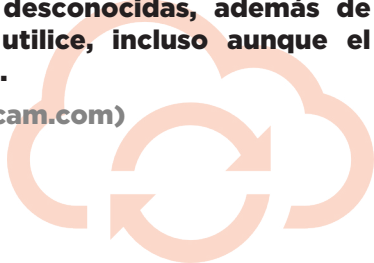 desconocidas, además de
utilice, incluso aunque el
.
cam.com)